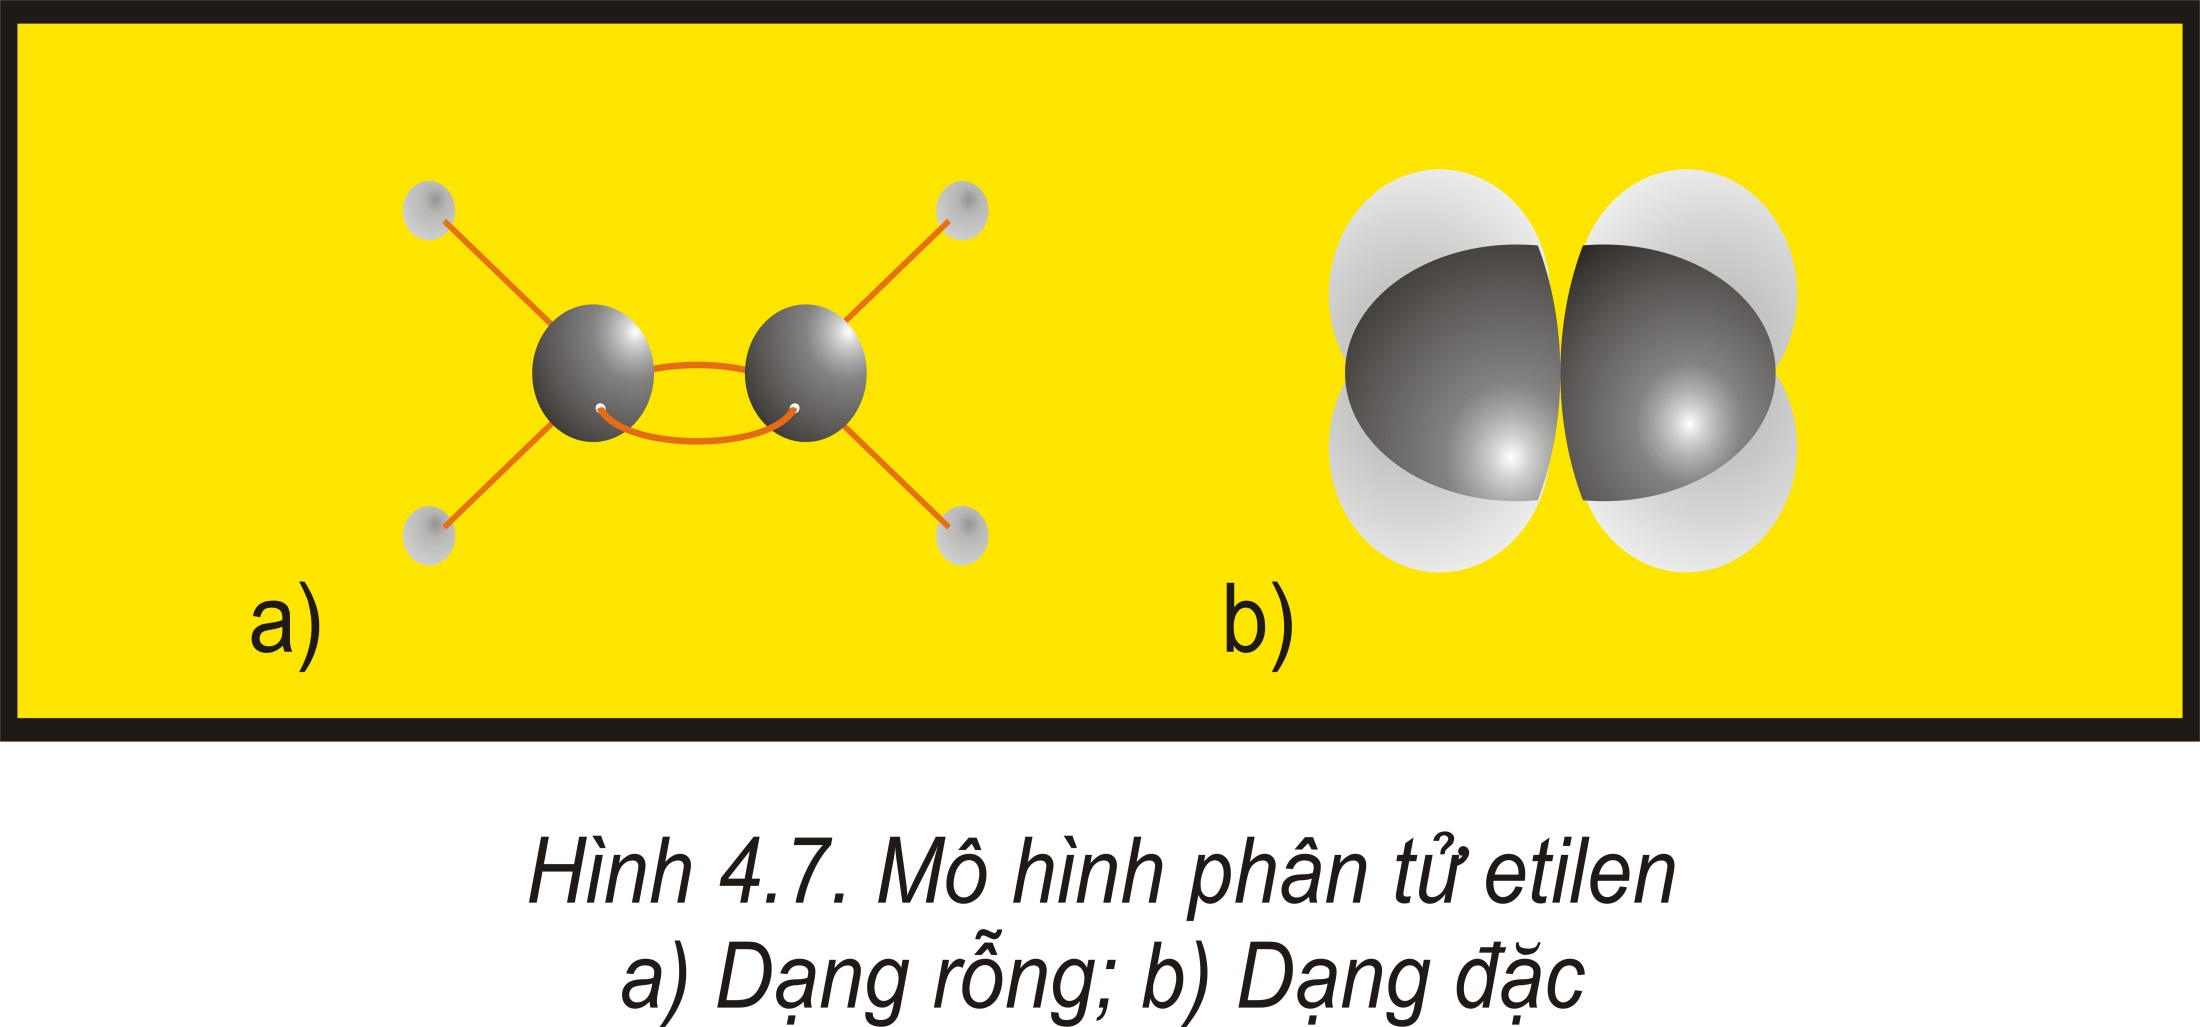 a)
b)
Hình 4.7. Mô hình phân tử etilen
a) Dạng rỗng; b) Dạng đặc